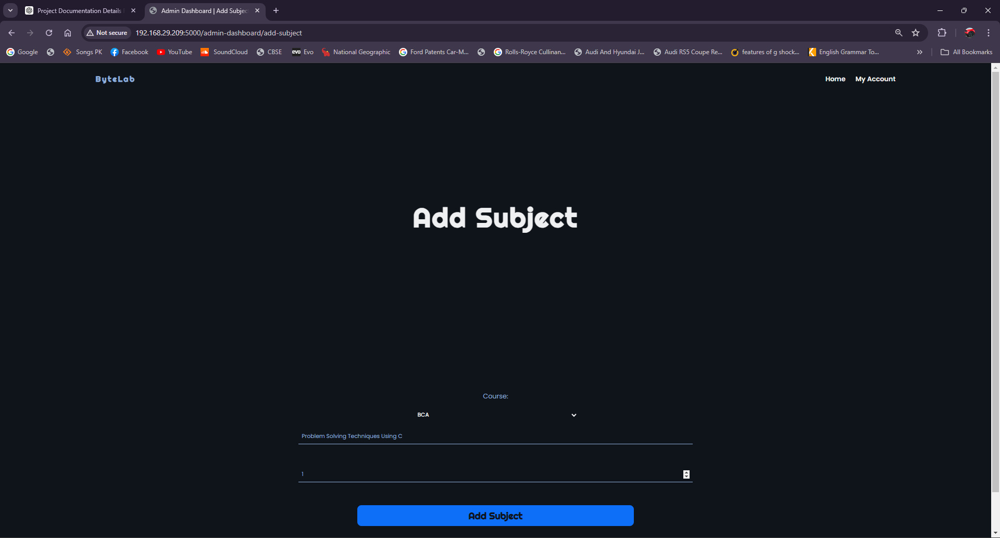 Project Documentation Details
Admin Dashboard | Add Subjec
Not secure
192.168.29.209:5000/admin-dashboard/add-subject
Google
Songs PK
Facebook
YouTube
SoundCloud
CBSE
evo Evo
National Geographic
Ford Patents Car-M...
Rolls-Royce Cullinan...
Audi And Hyundai J...
Audi RS5 Coupe Re...
features of g shock...
English Grammar To...
All Bookmarks
ByteLab
Home
My Account
Add Subject
Course:
BCA
Problem Solving Techniques Using C
1
Add Subject